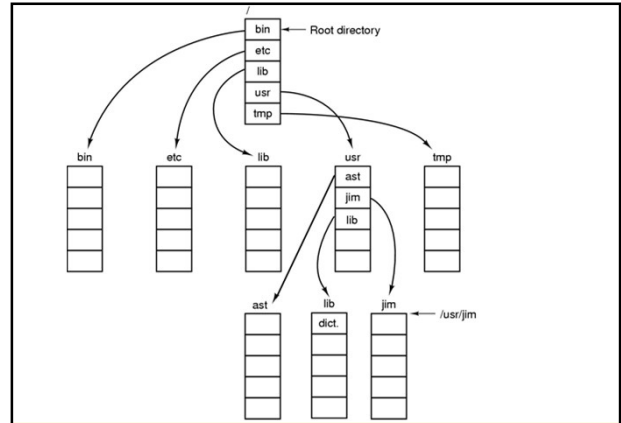 /
bin
Root directory
etc
lib
usr
tmp
bin
etc
lib
usr
tmp
ast
jim
lib
ast
lib
jim
/usr/jim
dict.